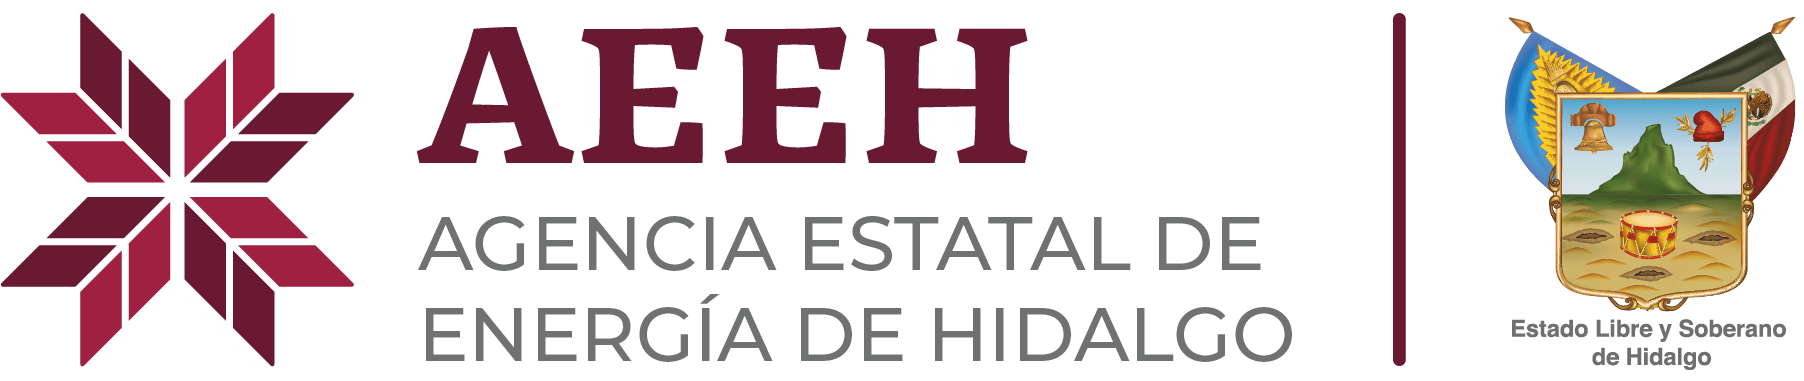 AEEH
AGENCIA ESTATAL DE
ENERGÍA DE HIDALGO
Estado Libre y Soberano
de Hidalgo